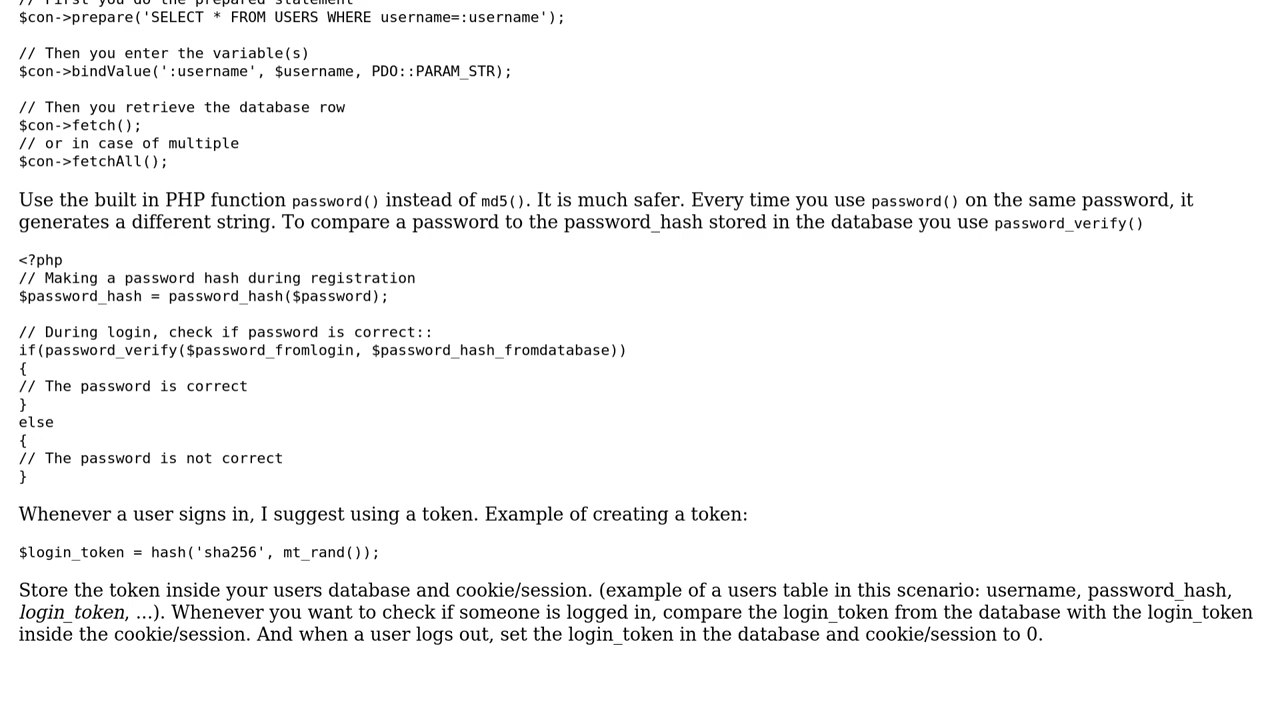 // First you do the prepared statement
$con->prepare('SELECT * FROM USERS WHERE username=:username');
// Then you enter the variable(s)
$con->bindValue(':username', $username, PDO::PARAM_STR);
// Then you retrieve the database row
$con->fetch();
// or in case of multiple
$con->fetchAll();
Use the built in PHP function password() instead of md5(). It is much safer. Every time you use password() on the same password, it
generates a different string. To compare a password to the password_hash stored in the database you use password_verify()
<?php
// Making a password hash during registration
$password_hash = password_hash($password);
// During login, check if password is correct::
if(password_verify($password_fromlogin, $password_hash_fromdatabase))
{
// The password is correct
}
else
{
// The password is not correct
}
Whenever a user signs in, I suggest using a token. Example of creating a token:
$login_token = hash('sha256', mt_rand());
Store the token inside your users database and cookie/session. (example of a users table in this scenario: username, password_hash,
login_token, ...). Whenever you want to check if someone is logged in, compare the login_token from the database with the login_token
inside the cookie/session. And when a user logs out, set the login_token in the database and cookie/session to 0.